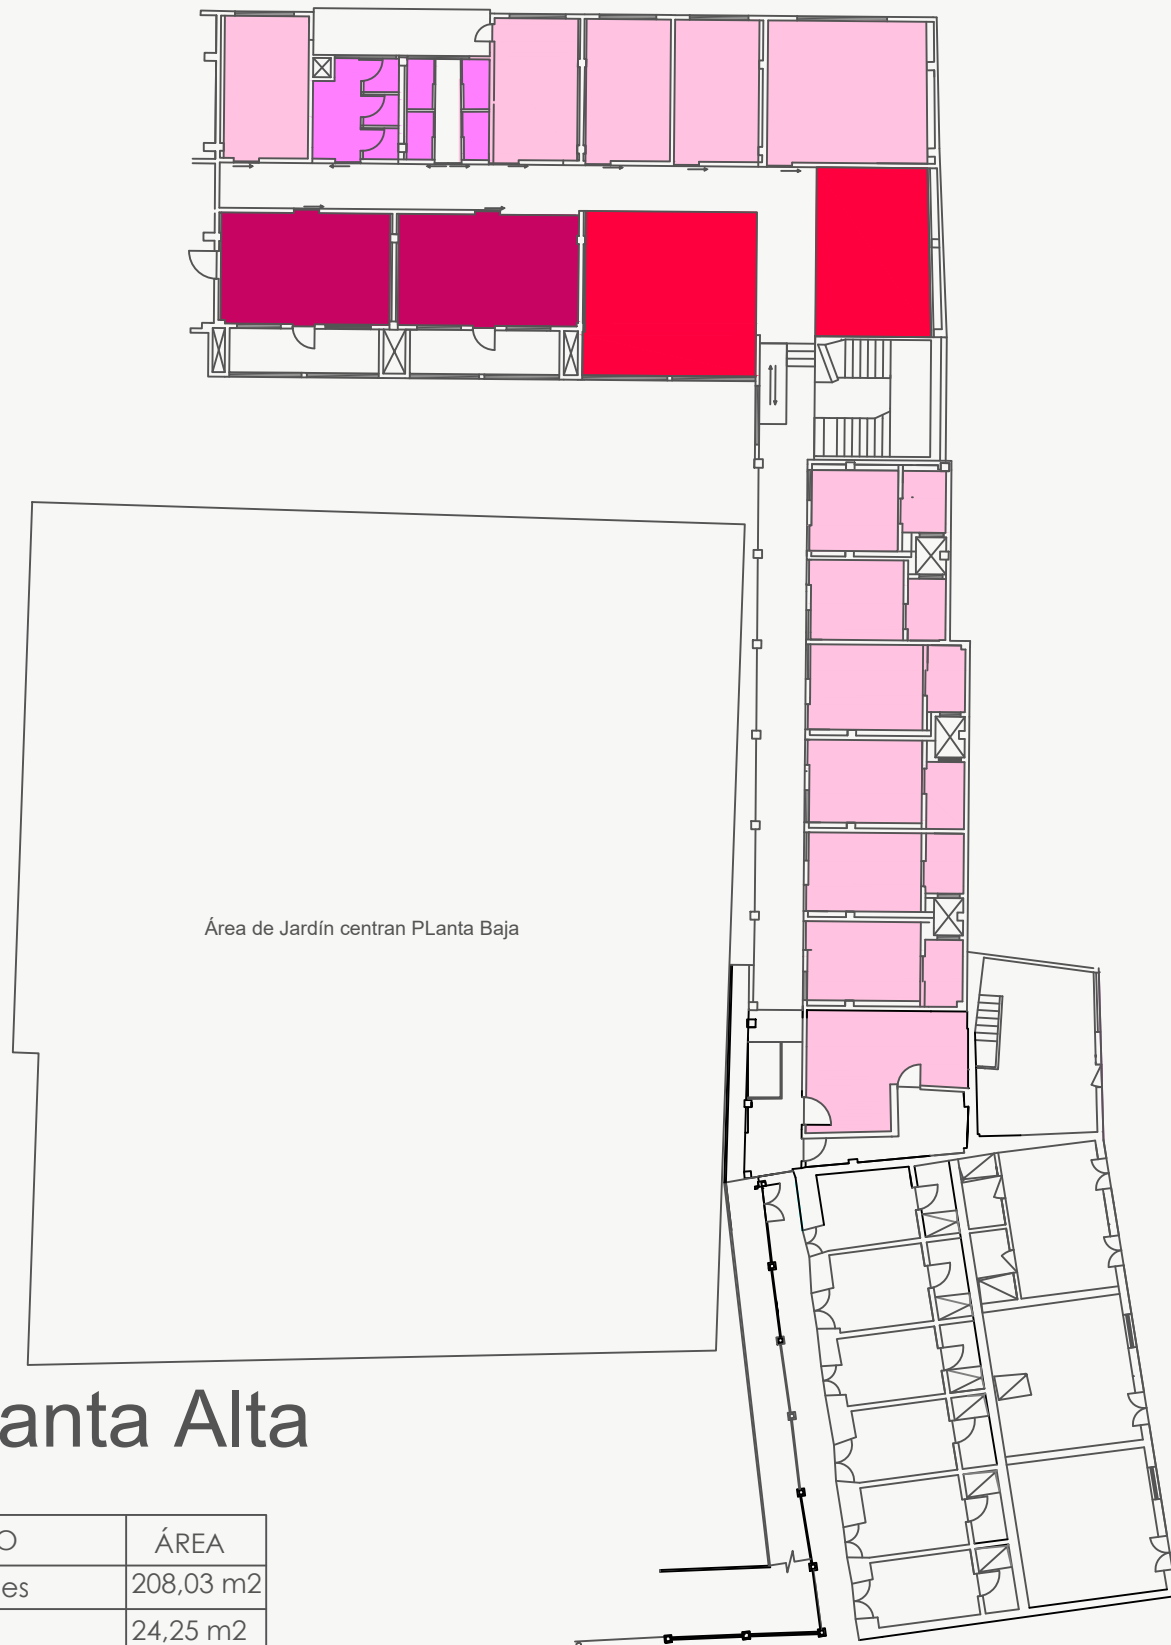 Área de Jardín centran PLanta Baja
anta Alta
O ÁREA
es 208,03 m2
24,25 m2